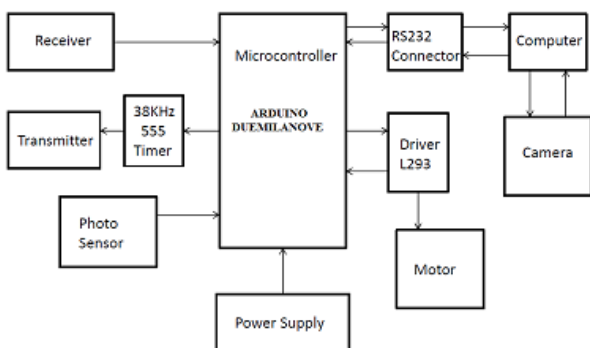 Receiver
Microcontroller
ARDUINO
DUEMILANOVE
RS232
Connector
Computer
38KHz
555
Timer
Transmitter
Driver
L293
Camera
Photo
Sensor
Motor
Power Supply